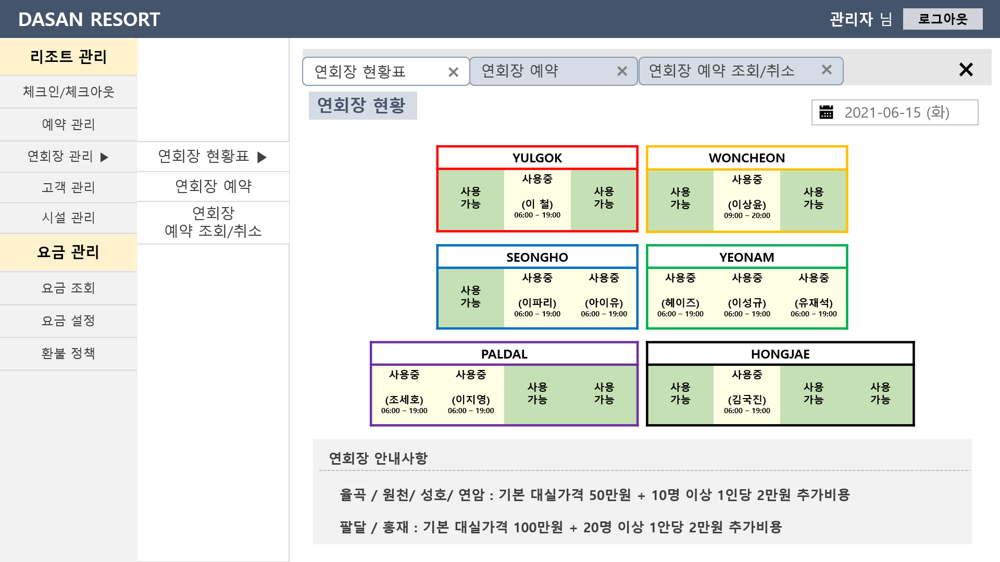 DASAN RESORT
관리자 님
로그아웃
리조트 관리
체크인/체크아웃
예약 관리
연회장 관리 ▶
고객 관리
시설 관리
요금 관리
요금 조회
요금 설정
환불 정책
연회장 현황표 ▶
연회장 예약
연회장
예약 조회/취소
연회장 현황표 ✕
연회장 예약 ✕
연회장 예약 조회/취소 ✕
✕
연회장 현황
2021-06-15 (화)
YULGOK
사용
가능
사용중
(이 철)
06:00 – 19:00
사용
가능
WONCHEON
사용
가능
사용중
(이상윤)
09:00 – 20:00
사용
가능
SEONGHO
사용
가능
사용중
(이파리)
06:00 – 19:00
사용중
(아이유)
06:00 – 19:00
YEONAM
사용중
(헤이즈)
06:00 – 19:00
사용중
(이성규)
06:00 – 19:00
사용중
(유재석)
06:00 – 19:00
PALDAL
사용중
(조세호)
06:00 – 19:00
사용중
(이지영)
06:00 – 19:00
사용
가능
사용
가능
HONGJAE
사용
가능
사용중
(김국진)
06:00 – 19:00
사용
가능
사용
가능
연회장 안내사항
율곡 / 원천/ 성호/ 연암 : 기본 대실가격 50만원 + 10명 이상 1인당 2만원 추가비용
팔달 / 홍재 : 기본 대실가격 100만원 + 20명 이상 1안당 2만원 추가비용